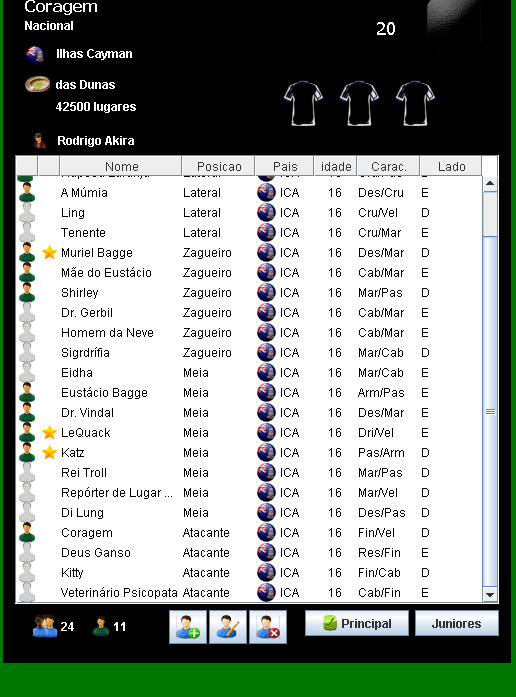 Coragem
Nacional
20
Ilhas Cayman
das Dunas
42500 lugares
Rodrigo Akira
Nome Posicao Pais idade Carac. Lado
A Múmia Lateral ICA 16 Des/Cru E
Ling Lateral ICA 16 Cru/Vel D
Tenente Lateral ICA 16 Cru/Mar E
Muriel Bagge Zagueiro ICA 16 Des/Mar D
Mãe do Eustácio Zagueiro ICA 16 Cab/Mar E
Shirley Zagueiro ICA 16 Mar/Pas D
Dr. Gerbil Zagueiro ICA 16 Cab/Mar E
Homem da Neve Zagueiro ICA 16 Cab/Mar E
Sigrdrífia Zagueiro ICA 16 Mar/Cab D
Eidha Meia ICA 16 Mar/Cab E
Eustácio Bagge Meia ICA 16 Arm/Pas E
Dr. Vindal Meia ICA 16 Des/Mar D
LeQuack Meia ICA 16 Dri/Vel E
Katz Meia ICA 16 Pas/Arm D
Rei Troll Meia ICA 16 Mar/Pas D
Repórter de Lugar ... Meia ICA 16 Mar/Vel D
Di Lung Meia ICA 16 Des/Pas D
Coragem Atacante ICA 16 Fin/Vel D
Deus Ganso Atacante ICA 16 Res/Fin E
Kitty Atacante ICA 16 Fin/Cab D
Veterinário Psicopata Atacante ICA 16 Cab/Fin E
24 11 Principal Juniores